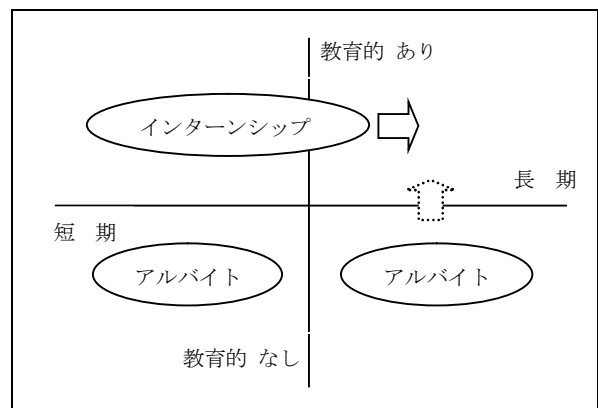 教育的 あり
インターンシップ
長　期
短　期
アルバイト
アルバイト
教育的 なし